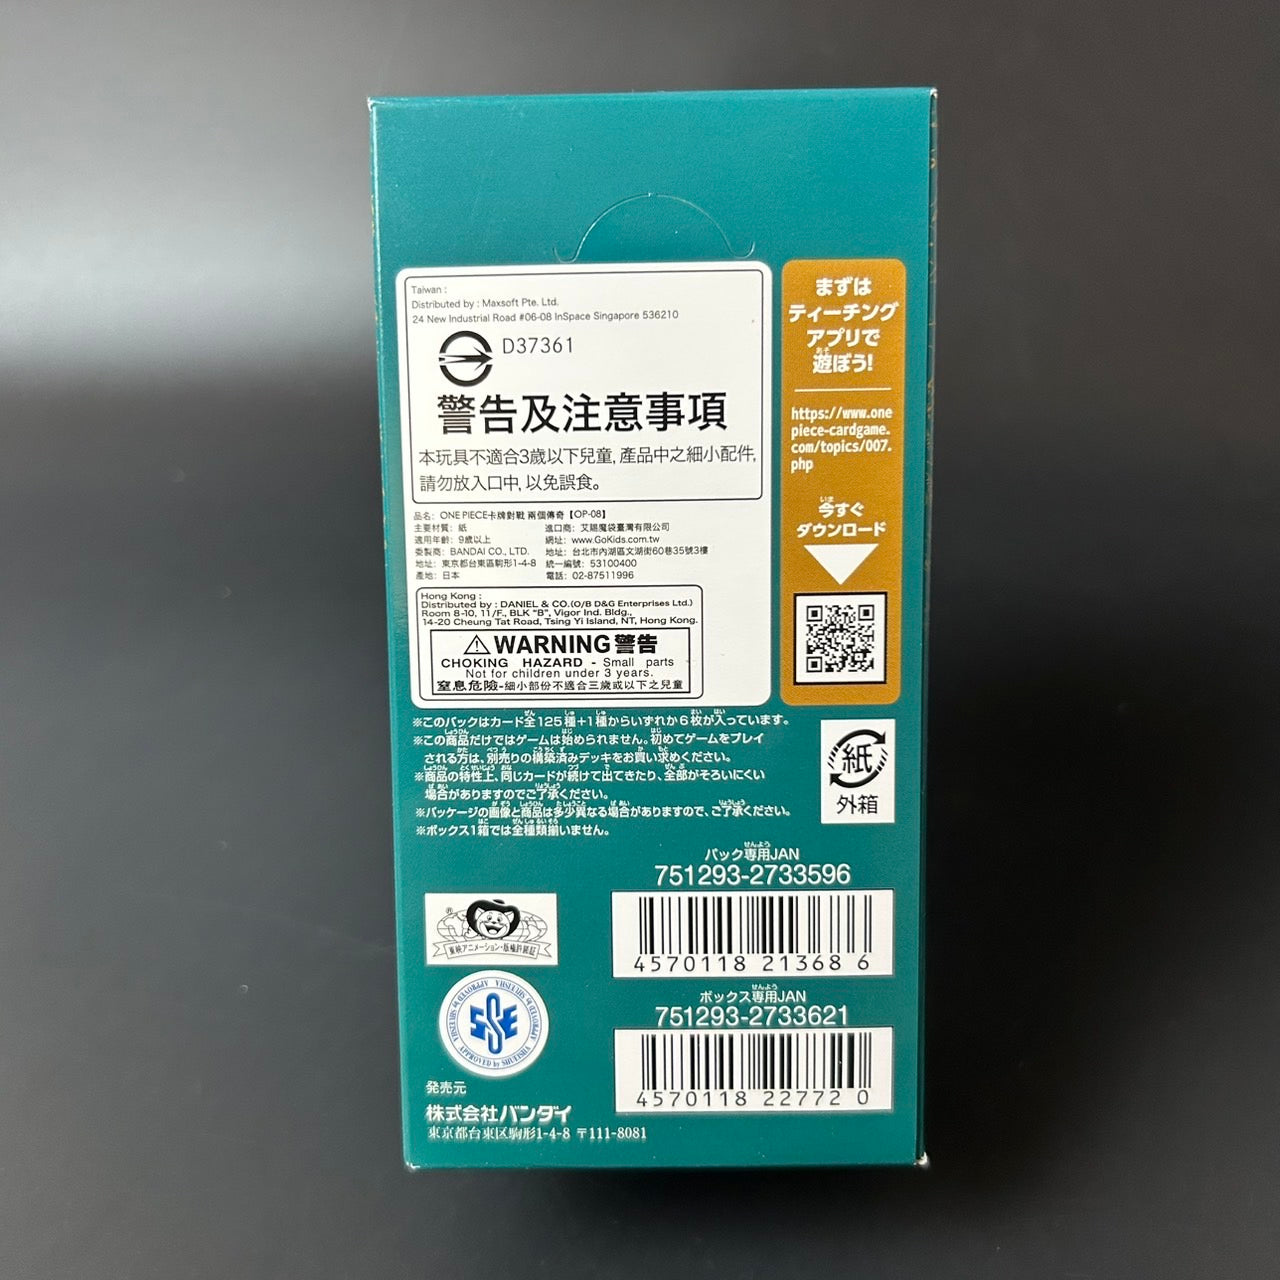 Taiwan :
Distributed by : Maxsoft Pte. Ltd.
24 New Industrial Road #06-08 InSpace Singapore 536210
D37361
警告及注意事項
本玩具不適合3歲以下兒童, 產品中之細小配件,
請勿放入口中, 以免誤食。
品名: ONE PIECE卡牌對戰 兩個傳奇【OP-08】
主要材質: 紙
適用年齡: 9歲以上
委製商: BANDAI CO., LTD.
地址: 東京都台東區駒形1-4-8
產地: 日本
進口商: 艾賜魔袋臺灣有限公司
網址: www.GoKids.com.tw
地址: 台北市內湖區文湖街60巷35號3樓
統一編號: 53100400
電話: 02-87511996
Hong Kong :
Distributed by : DANIEL & CO.(O/B D&G Enterprises Ltd.)
Room 8-10, 11/F., BLK "B", Vigor Ind. Bldg.,
14-20 Cheung Tat Road, Tsing Yi Island, NT, Hong Kong.
⚠WARNING警告
CHOKING HAZARD - Small parts
Not for children under 3 years.
窒息危險-細小部份不適合三歲或以下之兒童
まずは
ティーチング
アプリで
遊ぼう!
https://www.one
piece-cardgame.
com/topics/007.
php
今すぐ
ダウンロード
※このパックはカード全125種+1種からいずれか6枚が入っています。
※この商品だけではゲームは始められません。初めてゲームをプレイ
される方は、別売りの構築済みデッキをお買い求めください。
※商品の特性上、同じカードが続けて出てきたり、全部がそろいにくい
場合がありますのでご了承ください。
※パッケージの画像と商品は多少異なる場合がありますので、ご了承ください。
※ボックス1箱では全種類揃いません。
紙
外箱
パック専用JAN
751293-2733596
4570118 21368 6
ボックス専用JAN
751293-2733621
4570118 22772 0
東映アニメーション・版権許諾証
APPROVED by SHUEISHA
発売元
株式会社バンダイ
東京都台東区駒形1-4-8 〒111-8081